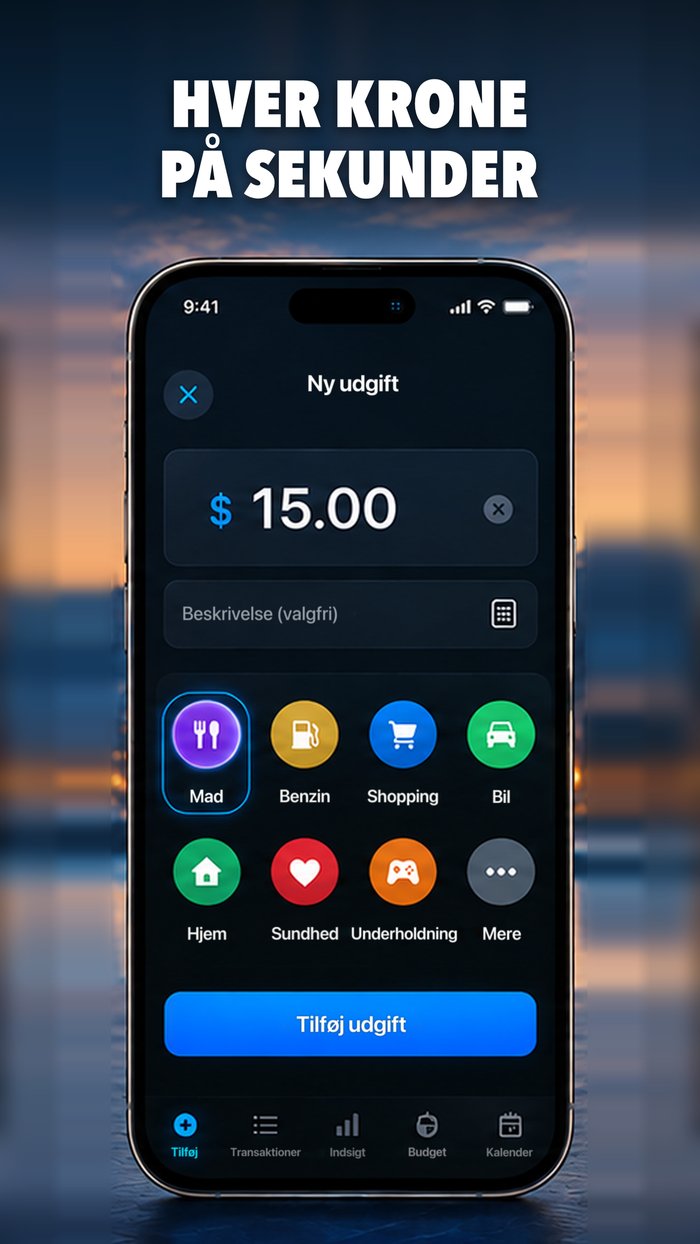 HVER KRONE
PÅ SEKUNDER
9:41
Ny udgift
$ 15.00
Beskrivelse (valgfri)
Mad Benzin Shopping Bil
Hjem Sundhed Underholdning Mere
Tilføj udgift
Tilføj Transaktioner Indsigt Budget Kalender